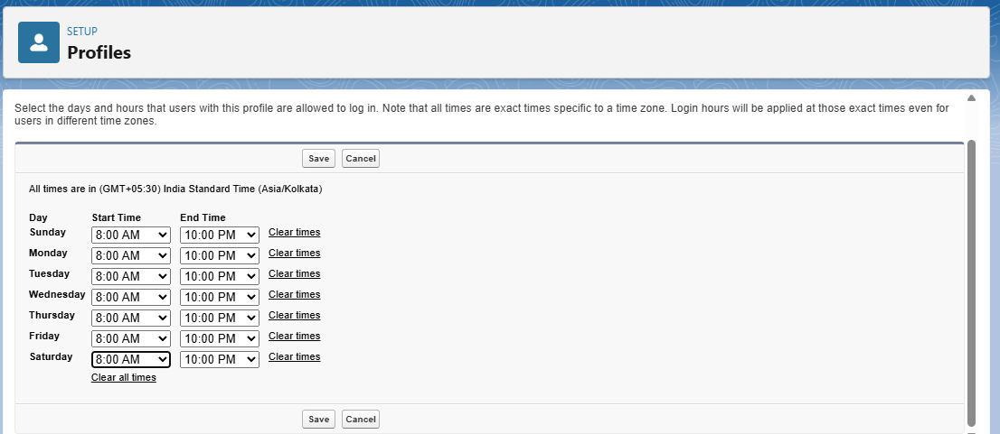 SETUP
Profiles
Select the days and hours that users with this profile are allowed to log in. Note that all times are exact times specific to a time zone. Login hours will be applied at those exact times even for
users in different time zones.
Save Cancel
All times are in (GMT+05:30) India Standard Time (Asia/Kolkata)
Day Start Time End Time
Sunday 8:00 AM 10:00 PM Clear times
Monday 8:00 AM 10:00 PM Clear times
Tuesday 8:00 AM 10:00 PM Clear times
Wednesday 8:00 AM 10:00 PM Clear times
Thursday 8:00 AM 10:00 PM Clear times
Friday 8:00 AM 10:00 PM Clear times
Saturday 8:00 AM 10:00 PM Clear times
Clear all times
Save Cancel